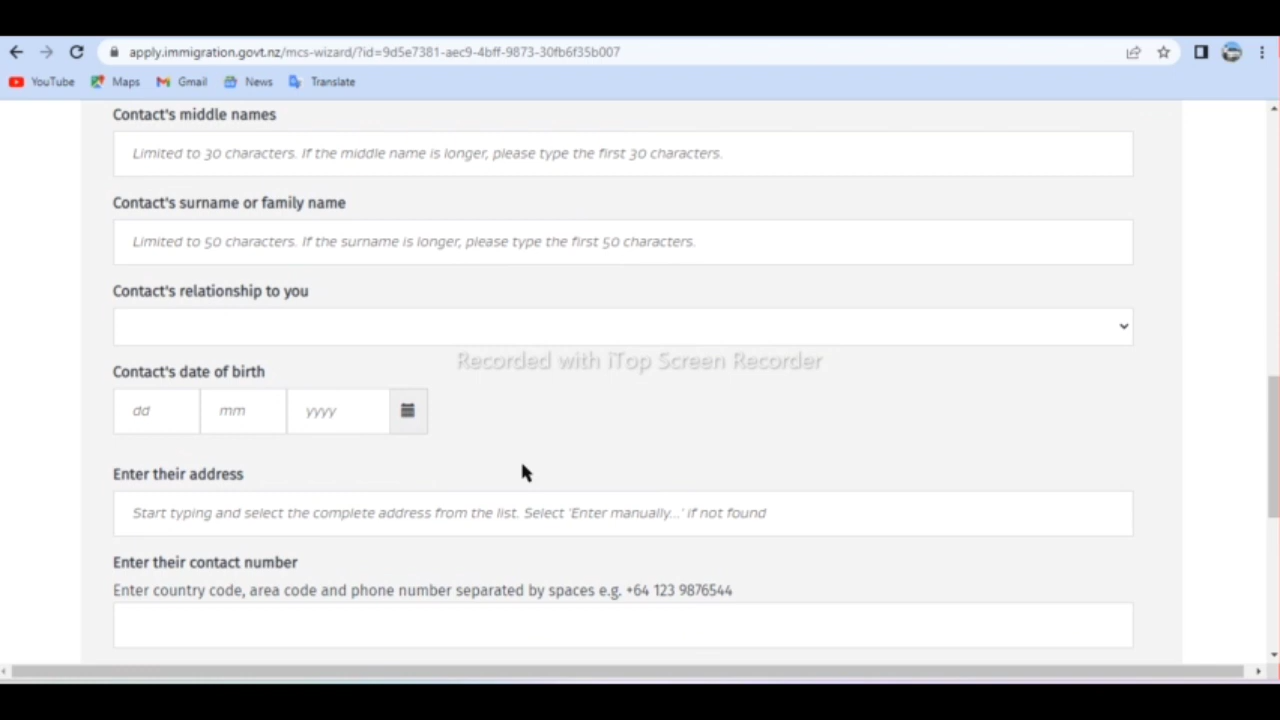 apply.immigration.govt.nz/mcs-wizard/?id=9d5e7381-aec9-4bff-9873-30fb6f35b007
YouTube Maps Gmail News Translate
Contact's middle names
Limited to 30 characters. If the middle name is longer, please type the first 30 characters.
Contact's surname or family name
Limited to 50 characters. If the surname is longer, please type the first 50 characters.
Contact's relationship to you
Recorded with iTop Screen Recorder
Contact's date of birth
dd mm yyyy
Enter their address
Start typing and select the complete address from the list. Select 'Enter manually...' if not found
Enter their contact number
Enter country code, area code and phone number separated by spaces e.g. +64 123 9876544